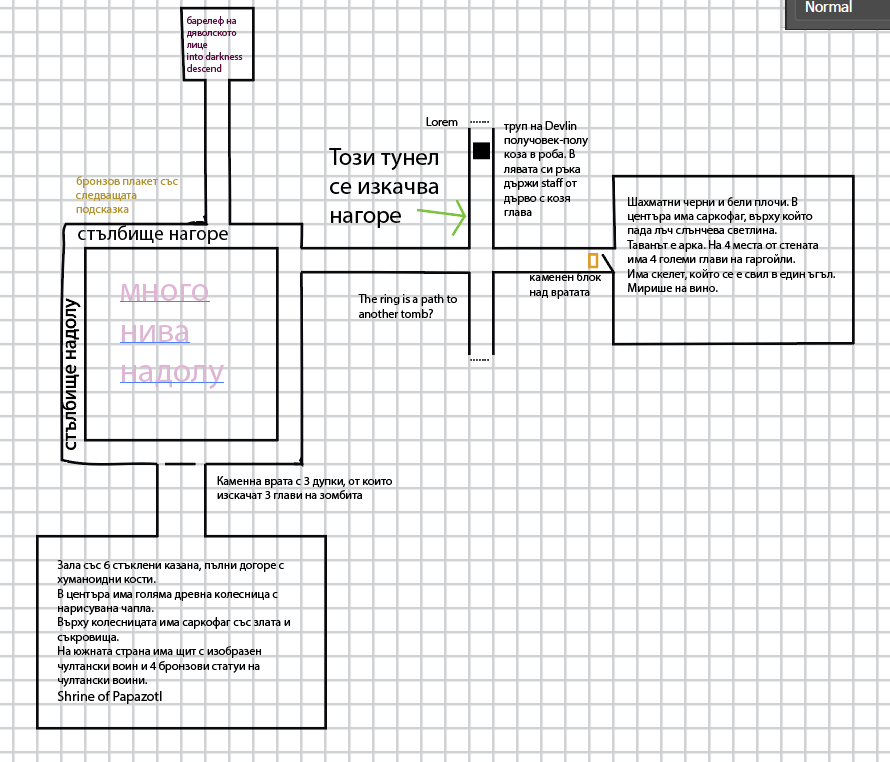 Normal
барелеф на
дяволското
лице
into darkness
descend
Lorem
труп на Devlin
получовек-полу
коза в роба. В
лявата си ръка
държи staff от
дърво с козя
глава
Този тунел
се изкачва
нагоре
бронзов плакет със
следващата
подсказка
стълбище нагоре
Шахматни черни и бели плочи. В
центъра има саркофаг, върху който
пада лъч слънчева светлина.
Таванът е арка. На 4 места от стената
има 4 големи глави на гаргойли.
Има скелет, който се е свил в един ъгъл.
Мирише на вино.
каменен блок
над вратата
The ring is a path to
another tomb?
много
нива
надолу
стълбище надолу
Каменна врата с 3 дупки, от които
изскачат 3 глави на зомбита
Зала със 6 стъклени казана, пълни догоре с
хуманоидни кости.
В центъра има голяма древна колесница с
нарисувана чапла.
Върху колесницата има саркофаг със злата и
съкровища.
На южната страна има щит с изобразен
чултански воин и 4 бронзови статуи на
чултански воини.
Shrine of Papazotl